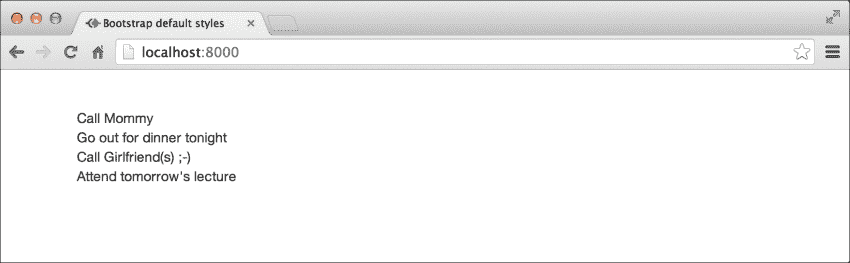 Bootstrap default styles
localhost:8000
Call Mommy
Go out for dinner tonight
Call Girlfriend(s) ;-)
Attend tomorrow's lecture